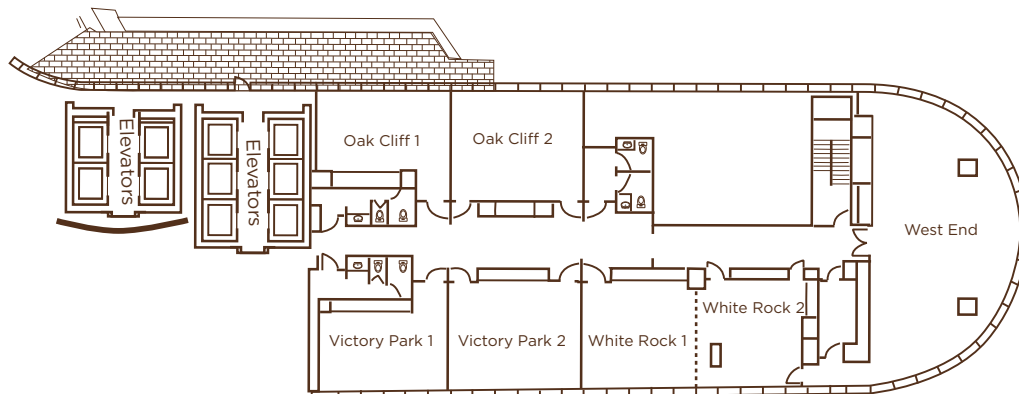 Elevators
Elevators
Oak Cliff 1
Oak Cliff 2
West End
White Rock 2
Victory Park 1
Victory Park 2
White Rock 1